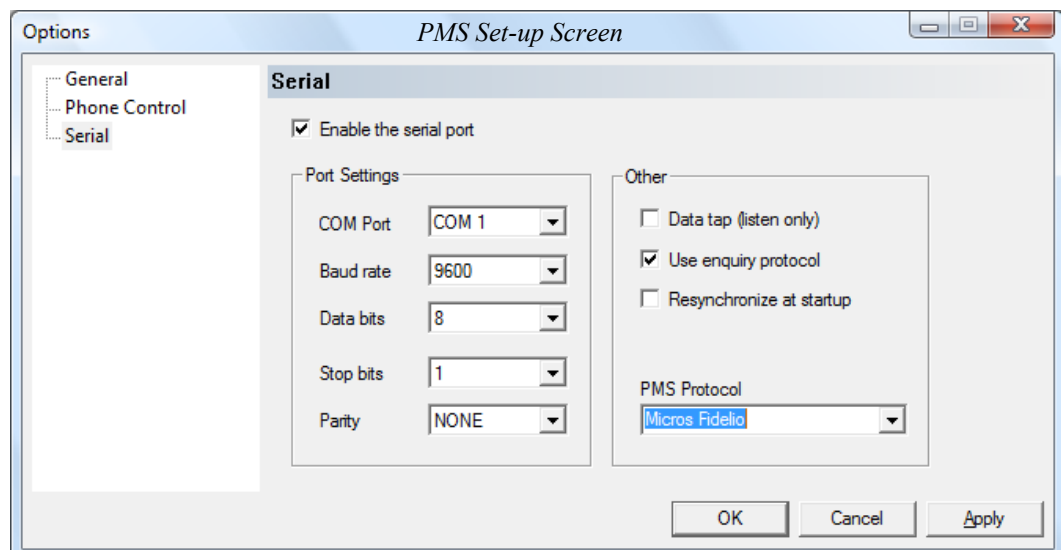 Options
PMS Set-up Screen
General
Phone Control
Serial
Serial
Enable the serial port
Port Settings
COM Port
COM 1
Baud rate
9600
Data bits
8
Stop bits
1
Parity
NONE
Other
Data tap (listen only)
Use enquiry protocol
Resynchronize at startup
PMS Protocol
Micros Fidelio
OK
Cancel
Apply